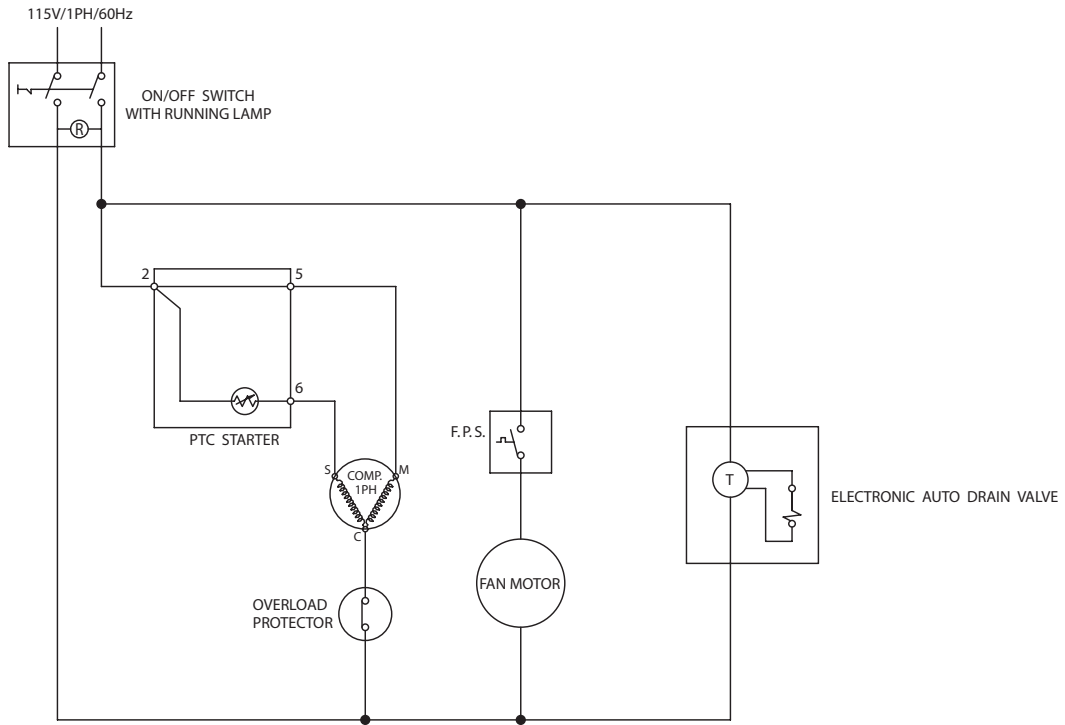 115V/1PH/60Hz
ON/OFF SWITCH
WITH RUNNING LAMP
R
2
5
6
PTC STARTER
S
COMP.
1PH
M
C
OVERLOAD
PROTECTOR
F.P.S.
FAN MOTOR
T
ELECTRONIC AUTO DRAIN VALVE